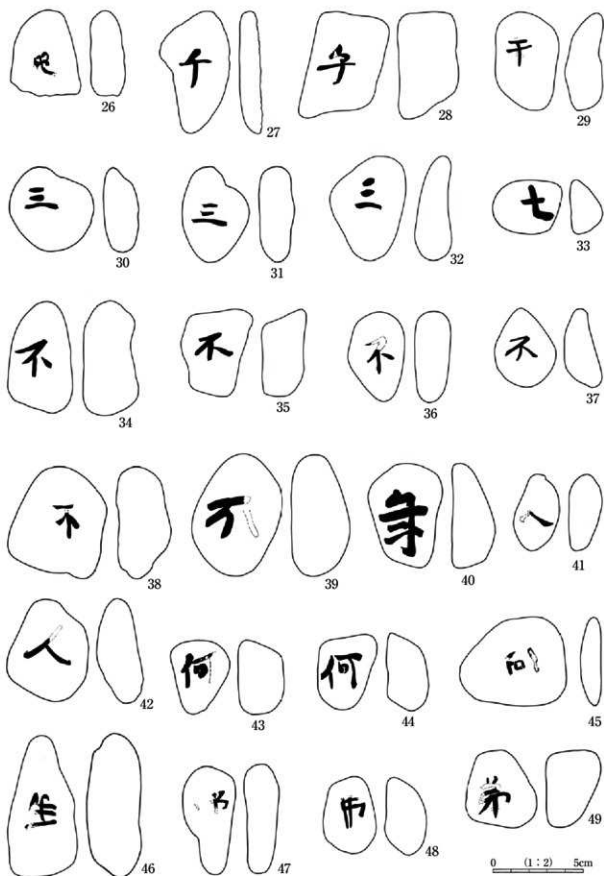 千 字 干
26 27 28 29
三 三 三 七
30 31 32 33
不 不 不 不
34 35 36 37
不
38 39 40 41
人 何 何
42 43 44 45
弟
46 47 48 49
0 (1:2) 5cm